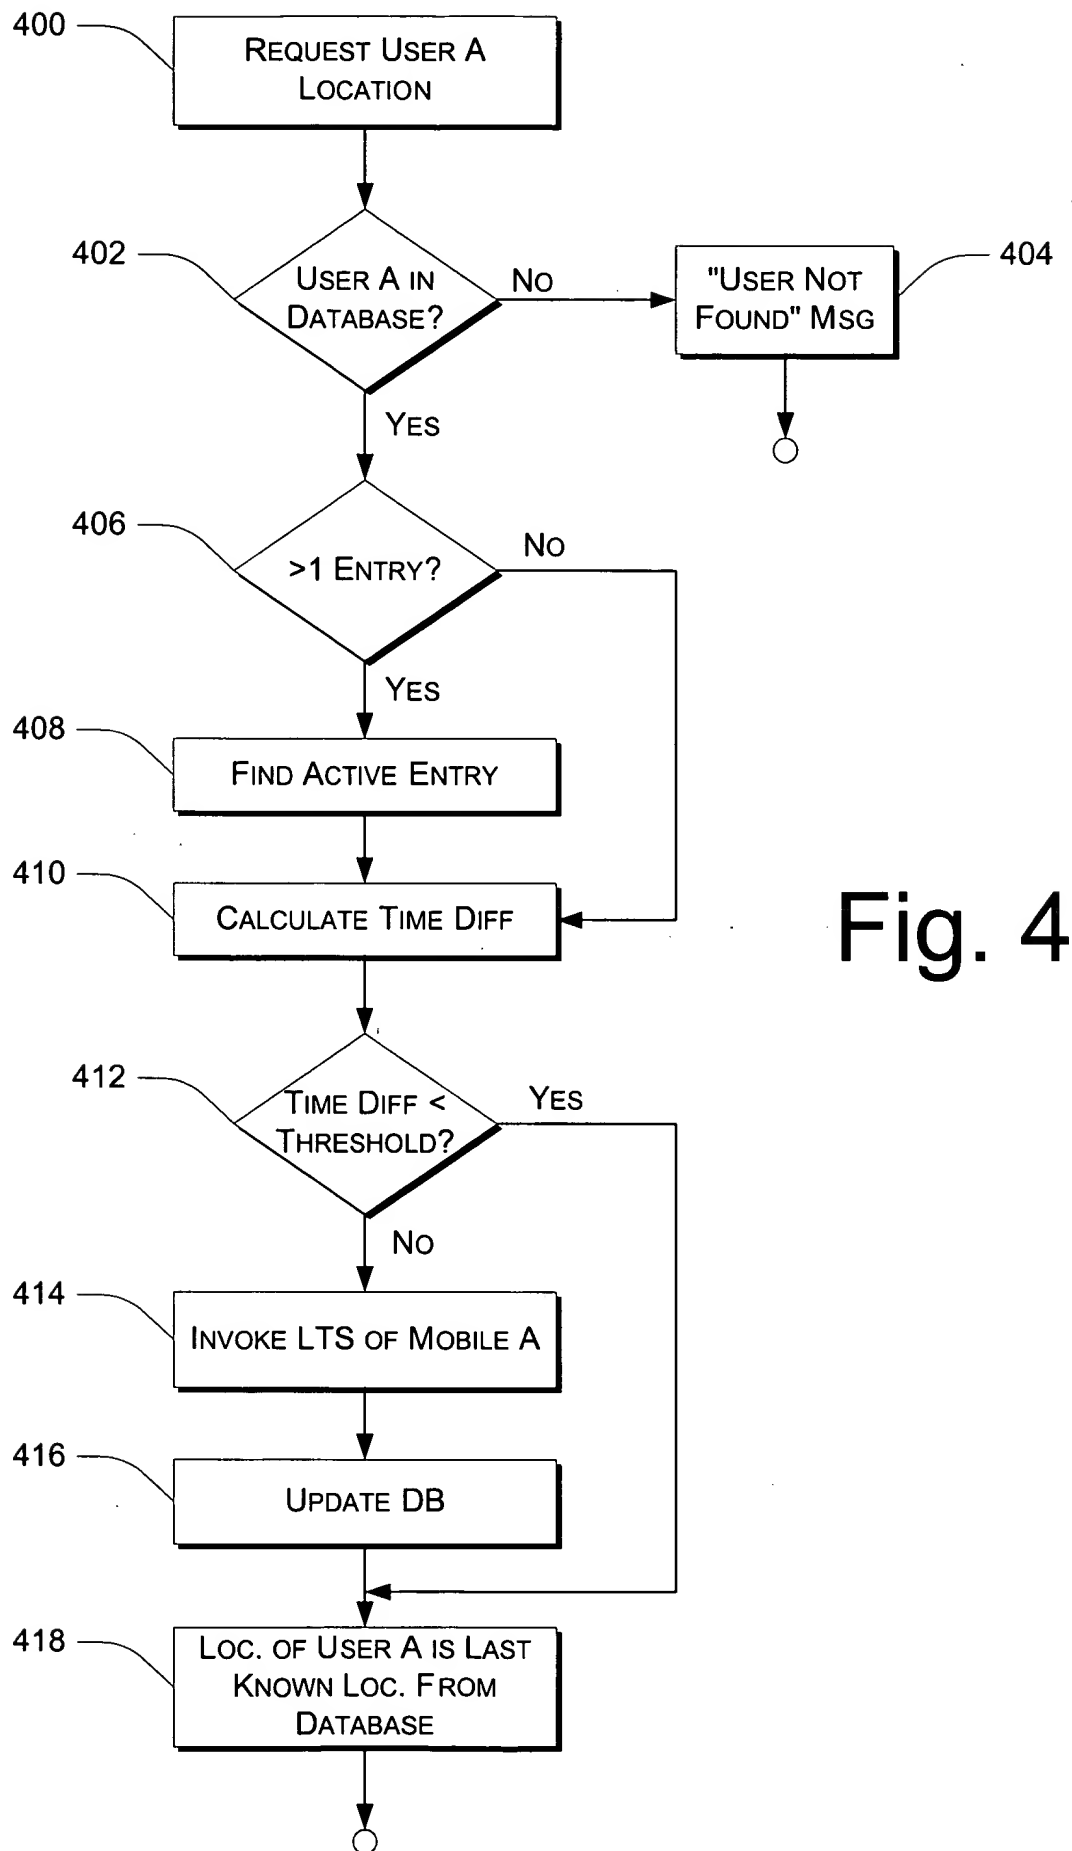 400
REQUEST USER A
LOCATION
402
USER A IN
DATABASE?
NO
"USER NOT
FOUND" MSG
404
YES
406
>1 ENTRY?
NO
YES
408
FIND ACTIVE ENTRY
410
CALCULATE TIME DIFF
Fig. 4
412
TIME DIFF <
THRESHOLD?
YES
NO
414
INVOKE LTS OF MOBILE A
416
UPDATE DB
418
LOC. OF USER A IS LAST
KNOWN LOC. FROM
DATABASE